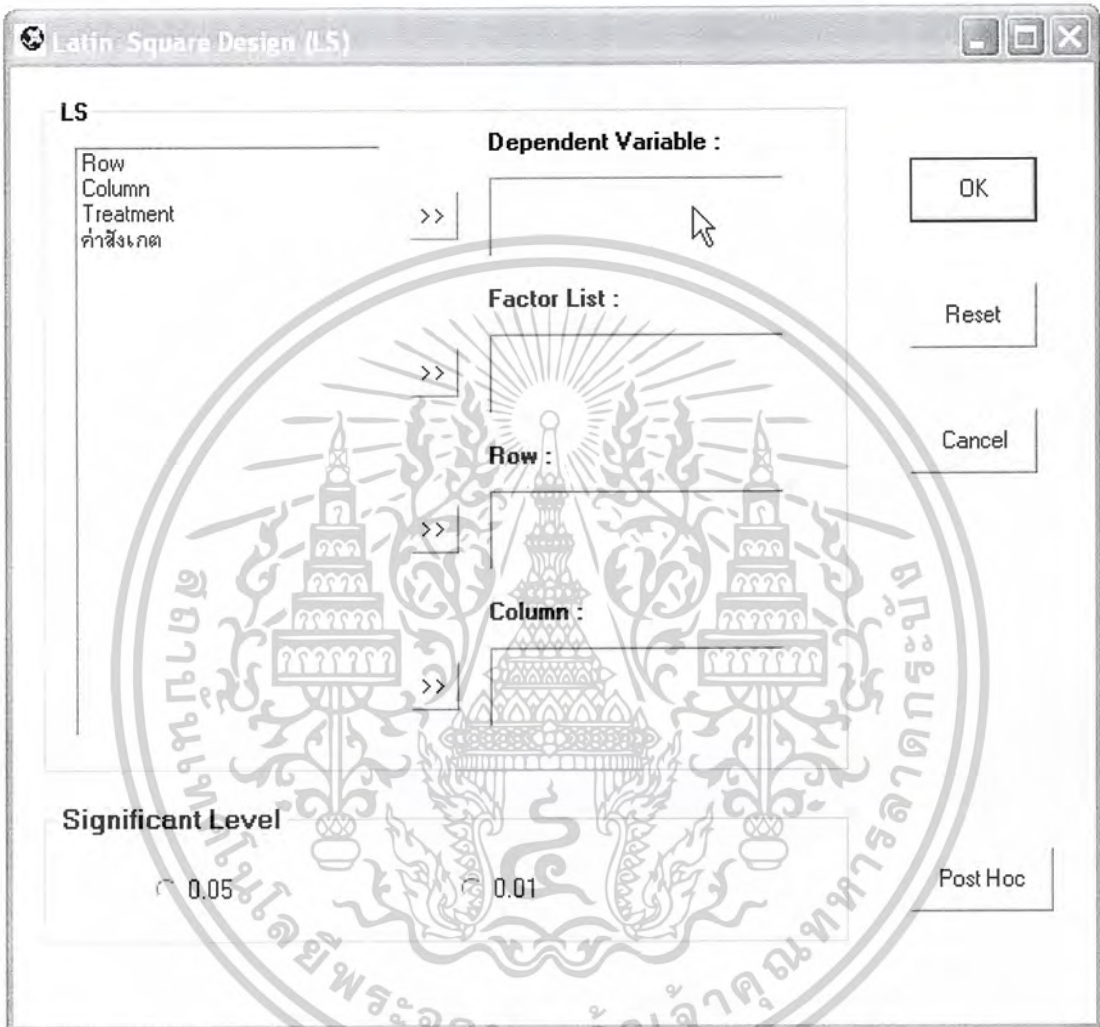 Latin Square Design (LS)
LS
Row
Column
Treatment
ค่าสังเกต
>>
Dependent Variable :
>>
Factor List :
>>
Row :
>>
Column :
OK
Reset
Cancel
Significant Level
0.05
0.01
Post Hoc